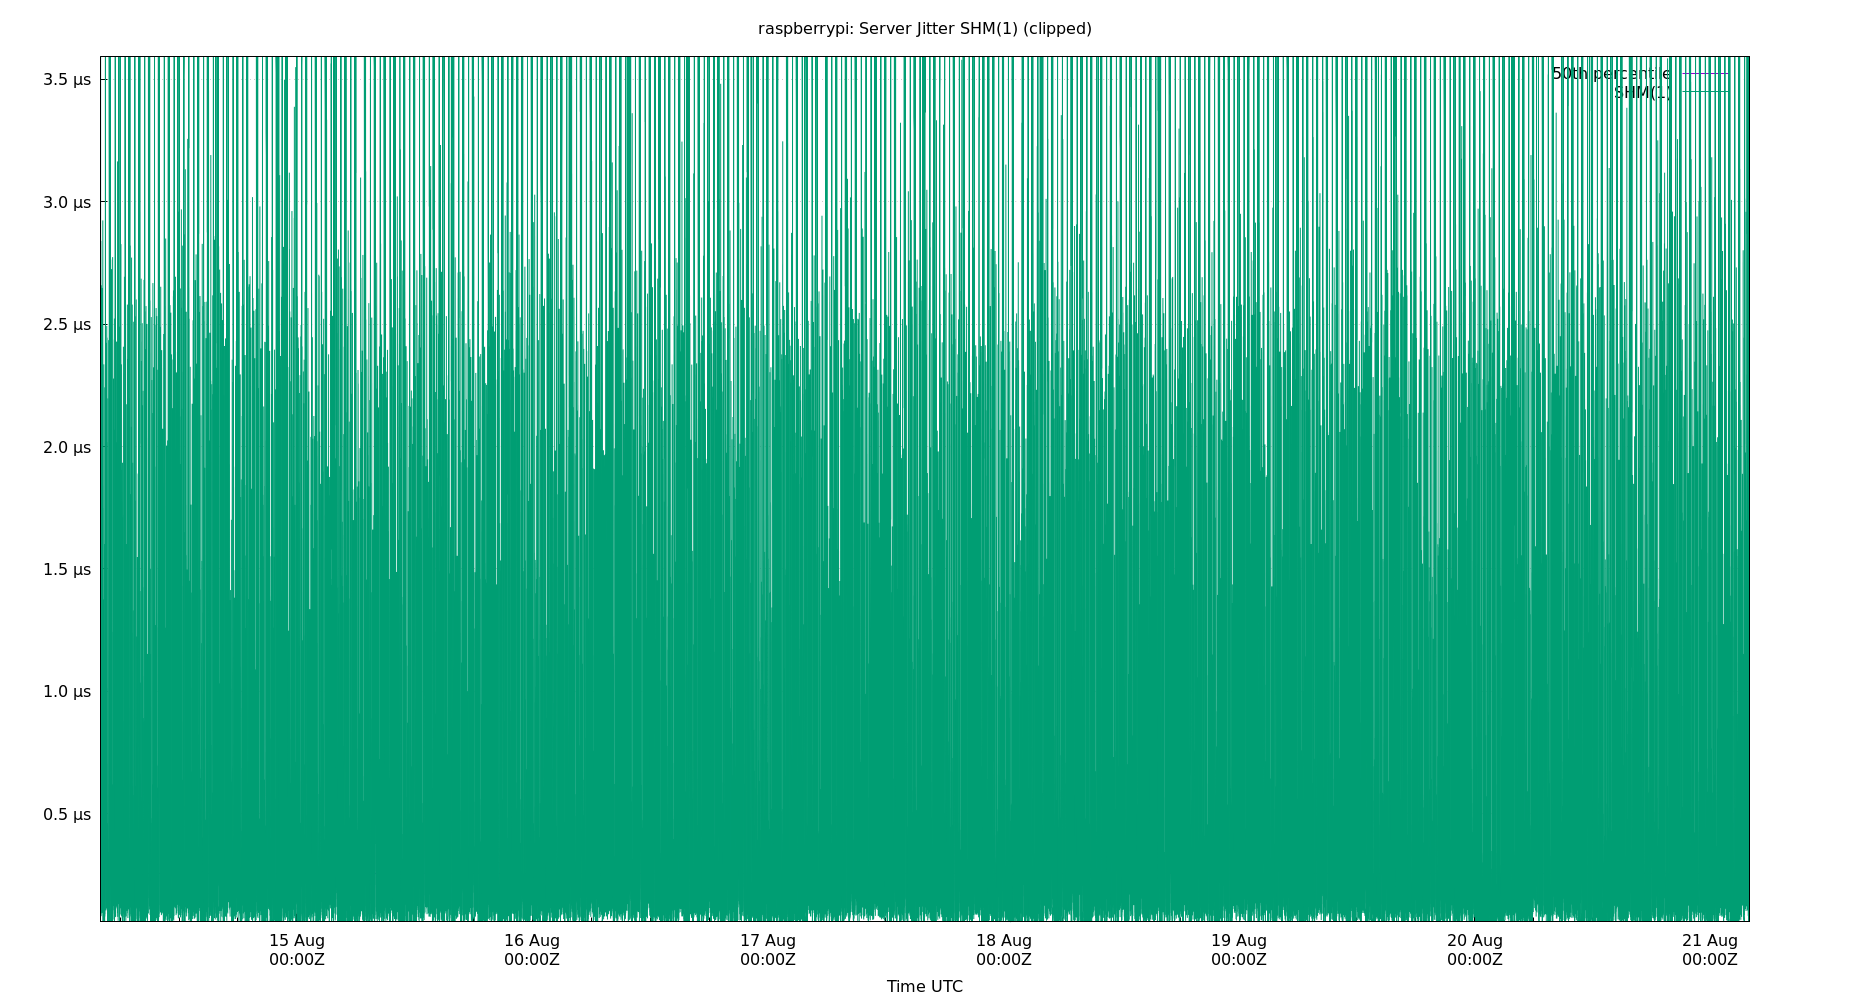 raspberrypi: Server Jitter SHM(1) (clipped)
50th percentile
SHM(1)
3.5 µs
3.0 µs
2.5 µs
2.0 µs
1.5 µs
1.0 µs
0.5 µs
15 Aug
00:00Z
16 Aug
00:00Z
17 Aug
00:00Z
18 Aug
00:00Z
19 Aug
00:00Z
20 Aug
00:00Z
21 Aug
00:00Z
Time UTC